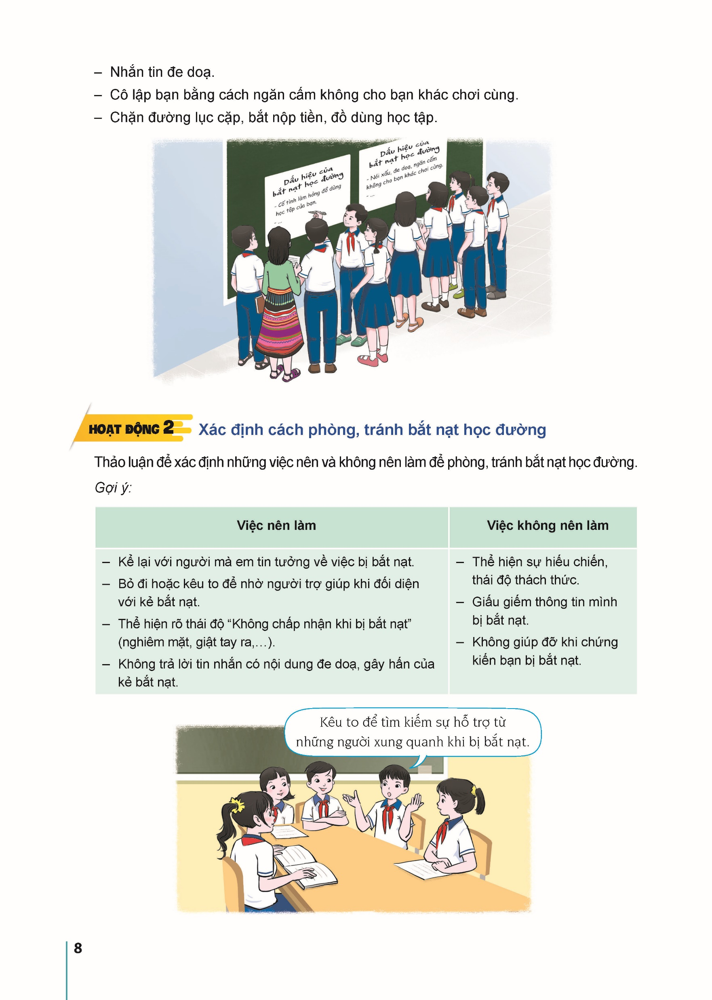 – Nhắn tin đe doạ.
– Cô lập bạn bằng cách ngăn cấm không cho bạn khác chơi cùng.
– Chặn đường lục cặp, bắt nộp tiền, đồ dùng học tập.
Dấu hiệu của
bắt nạt học đường
- Cố tình làm hỏng đồ dùng
học tập của bạn.
- ...
Dấu hiệu của
bắt nạt học đường
- Nói xấu, đe doạ, ngăn cấm
không cho bạn khác chơi cùng.
- ...
HOẠT ĐỘNG 2 Xác định cách phòng, tránh bắt nạt học đường
Thảo luận để xác định những việc nên và không nên làm để phòng, tránh bắt nạt học đường.
Gợi ý:
Việc nên làm
– Kể lại với người mà em tin tưởng về việc bị bắt nạt.
– Bỏ đi hoặc kêu to để nhờ người trợ giúp khi đối diện
với kẻ bắt nạt.
– Thể hiện rõ thái độ “Không chấp nhận khi bị bắt nạt”
(nghiêm mặt, giật tay ra,...).
– Không trả lời tin nhắn có nội dung đe doạ, gây hấn của
kẻ bắt nạt.
Việc không nên làm
– Thể hiện sự hiếu chiến,
thái độ thách thức.
– Giấu giếm thông tin mình
bị bắt nạt.
– Không giúp đỡ khi chứng
kiến bạn bị bắt nạt.
Kêu to để tìm kiếm sự hỗ trợ từ
những người xung quanh khi bị bắt nạt.
8